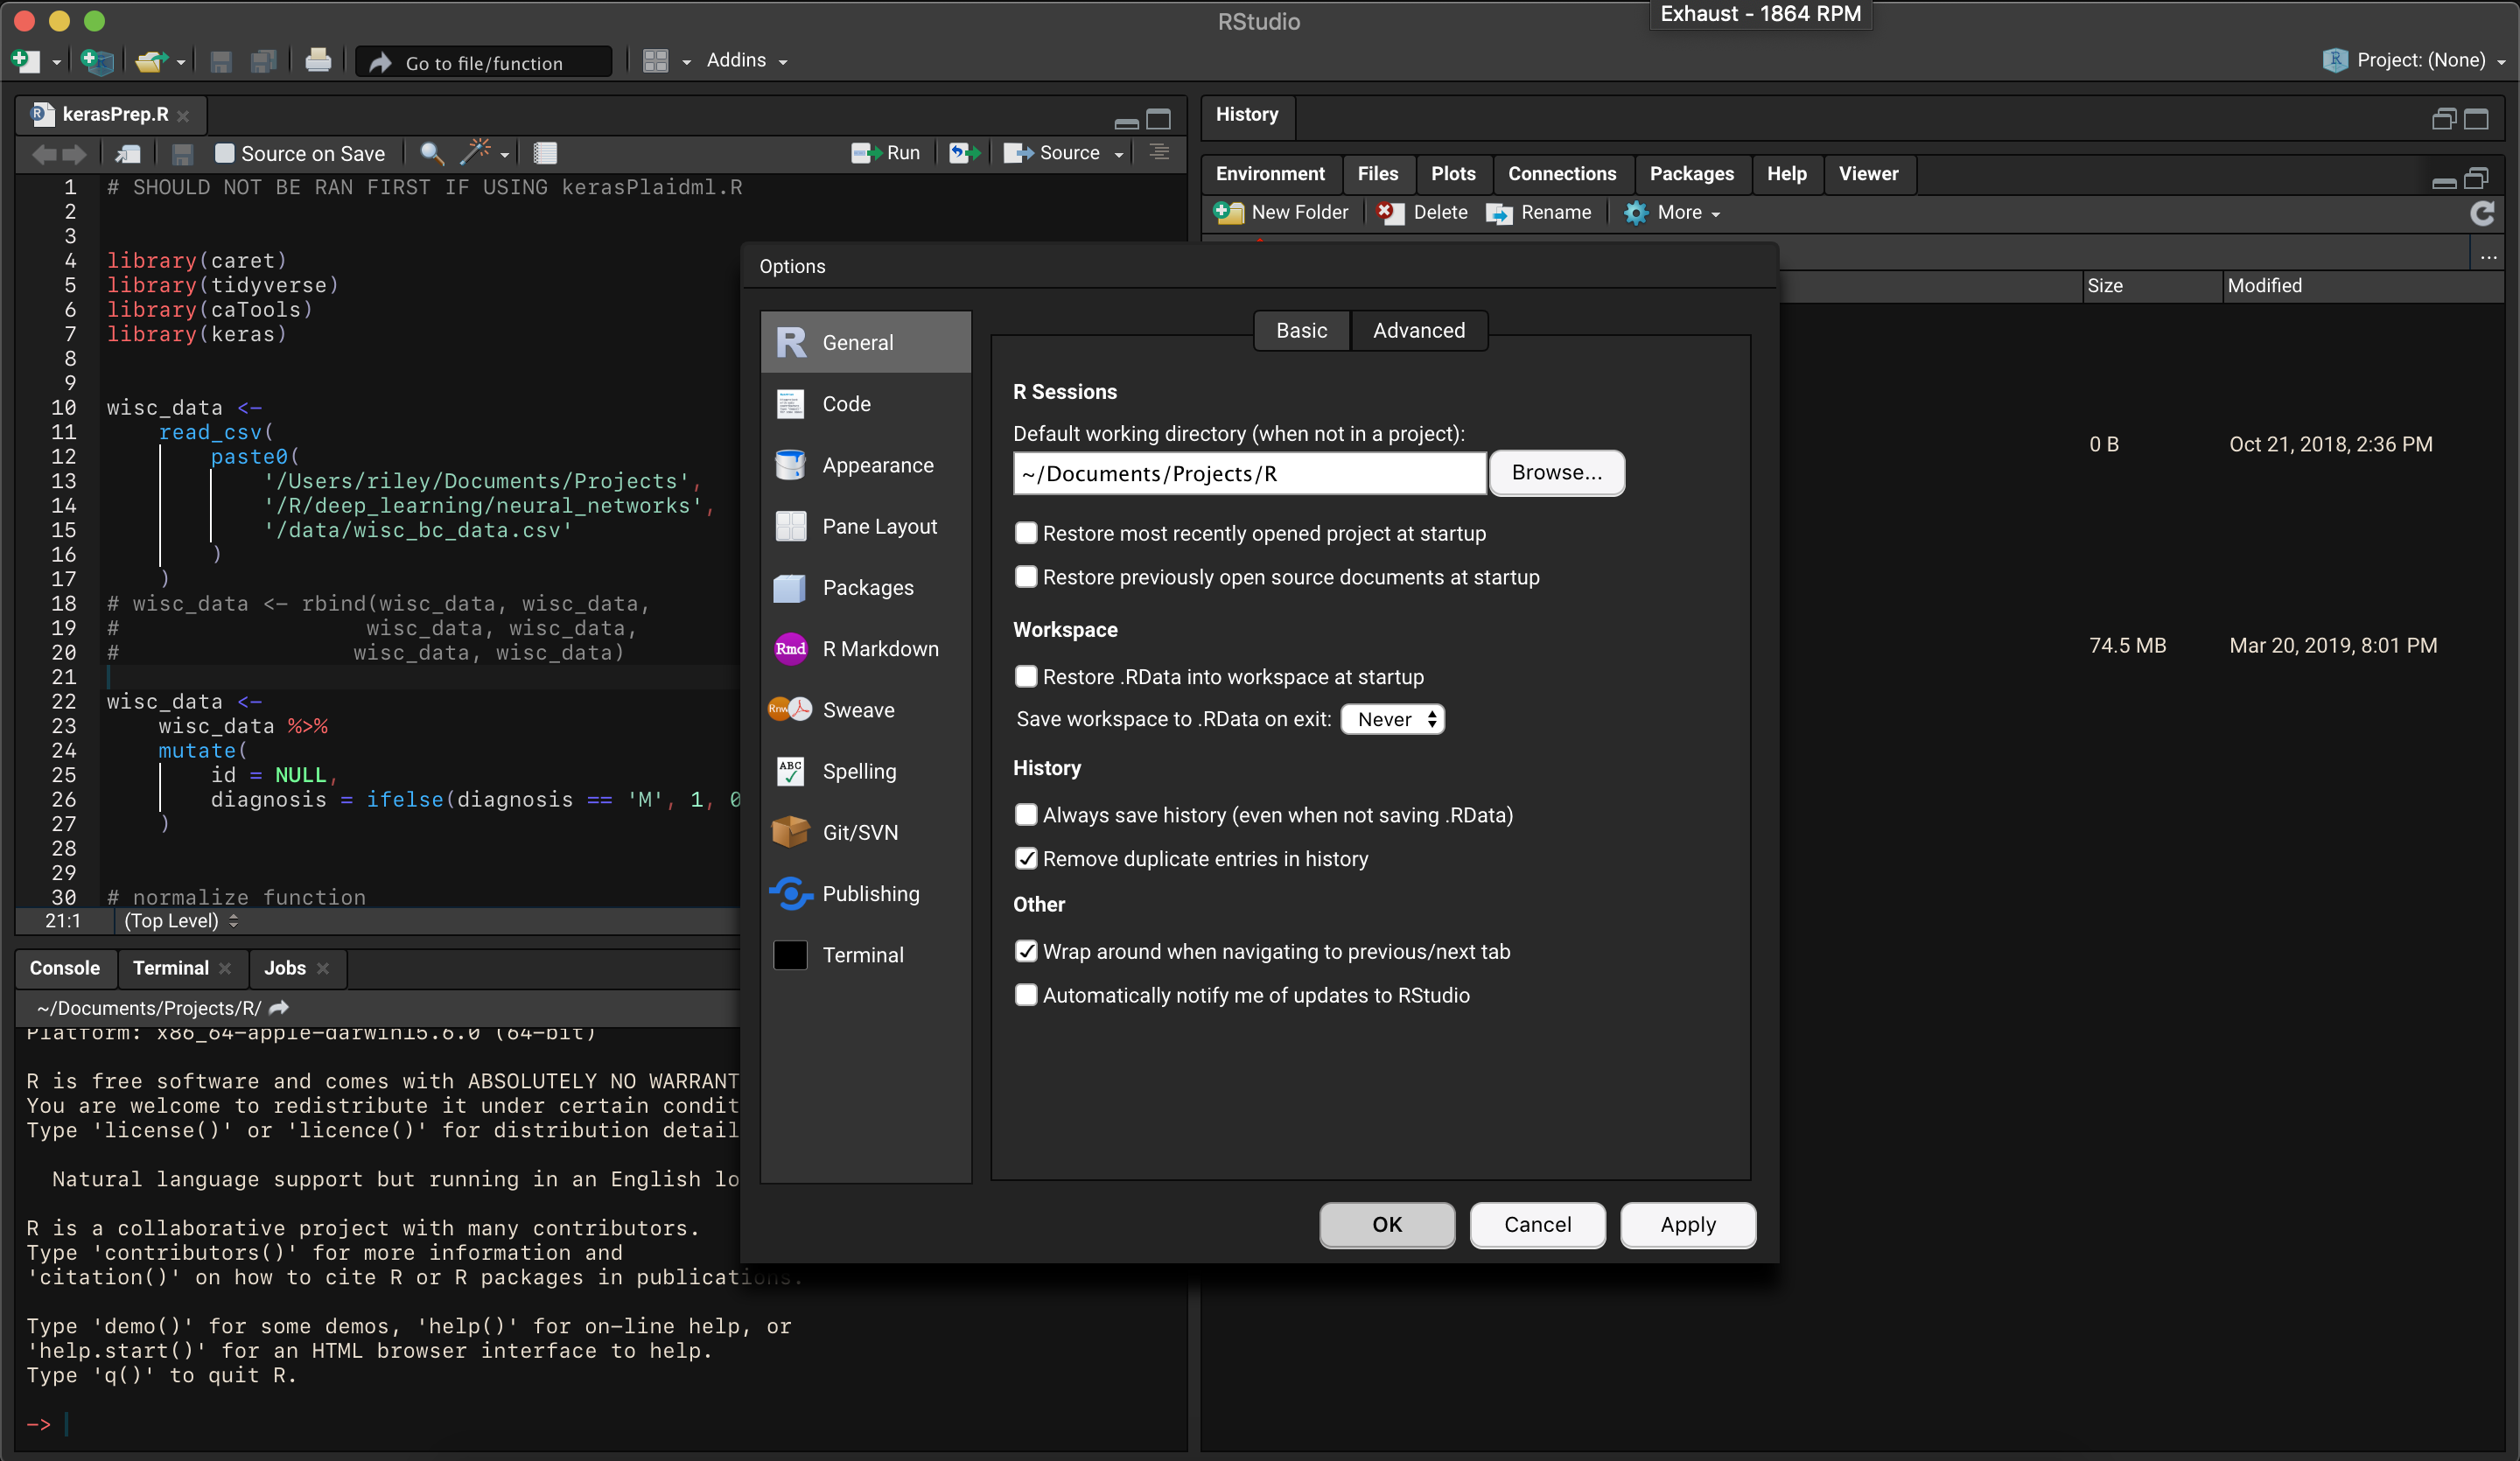 RStudio
Exhaust - 1864 RPM
Go to file/function
Addins
Project: (None)
kerasPrep.R
Source on Save
Run
Source
1 # SHOULD NOT BE RAN FIRST IF USING kerasPlaidml.R
2
3
4 library(caret)
5 library(tidyverse)
6 library(caTools)
7 library(keras)
8
9
10 wisc_data <-
11 read_csv(
12 paste0(
13 '/Users/riley/Documents/Projects',
14 '/R/deep_learning/neural_networks',
15 '/data/wisc_bc_data.csv'
16 )
17 )
18 # wisc_data <- rbind(wisc_data, wisc_data,
19 # wisc_data, wisc_data,
20 # wisc_data, wisc_data)
21
22 wisc_data <-
23 wisc_data %>%
24 mutate(
25 id = NULL,
26 diagnosis = ifelse(diagnosis == 'M', 1, 0
27 )
28
29
30 # normalize function
21:1 (Top Level)
Console Terminal Jobs
~/Documents/Projects/R/
Platform: x86_64-apple-darwin15.6.0 (64-bit)
R is free software and comes with ABSOLUTELY NO WARRANT
You are welcome to redistribute it under certain condit
Type 'license()' or 'licence()' for distribution detail
Natural language support but running in an English lo
R is a collaborative project with many contributors.
Type 'contributors()' for more information and
'citation()' on how to cite R or R packages in publications.
Type 'demo()' for some demos, 'help()' for on-line help, or
'help.start()' for an HTML browser interface to help.
Type 'q()' to quit R.
->
History
Environment Files Plots Connections Packages Help Viewer
New Folder Delete Rename More
...
Size Modified
0 B Oct 21, 2018, 2:36 PM
74.5 MB Mar 20, 2019, 8:01 PM
Options
R General
Code
Appearance
Pane Layout
Packages
Rmd R Markdown
Rnw Sweave
ABC Spelling
Git/SVN
Publishing
Terminal
Basic Advanced
R Sessions
Default working directory (when not in a project):
~/Documents/Projects/R Browse...
Restore most recently opened project at startup
Restore previously open source documents at startup
Workspace
Restore .RData into workspace at startup
Save workspace to .RData on exit: Never
History
Always save history (even when not saving .RData)
Remove duplicate entries in history
Other
Wrap around when navigating to previous/next tab
Automatically notify me of updates to RStudio
OK Cancel Apply